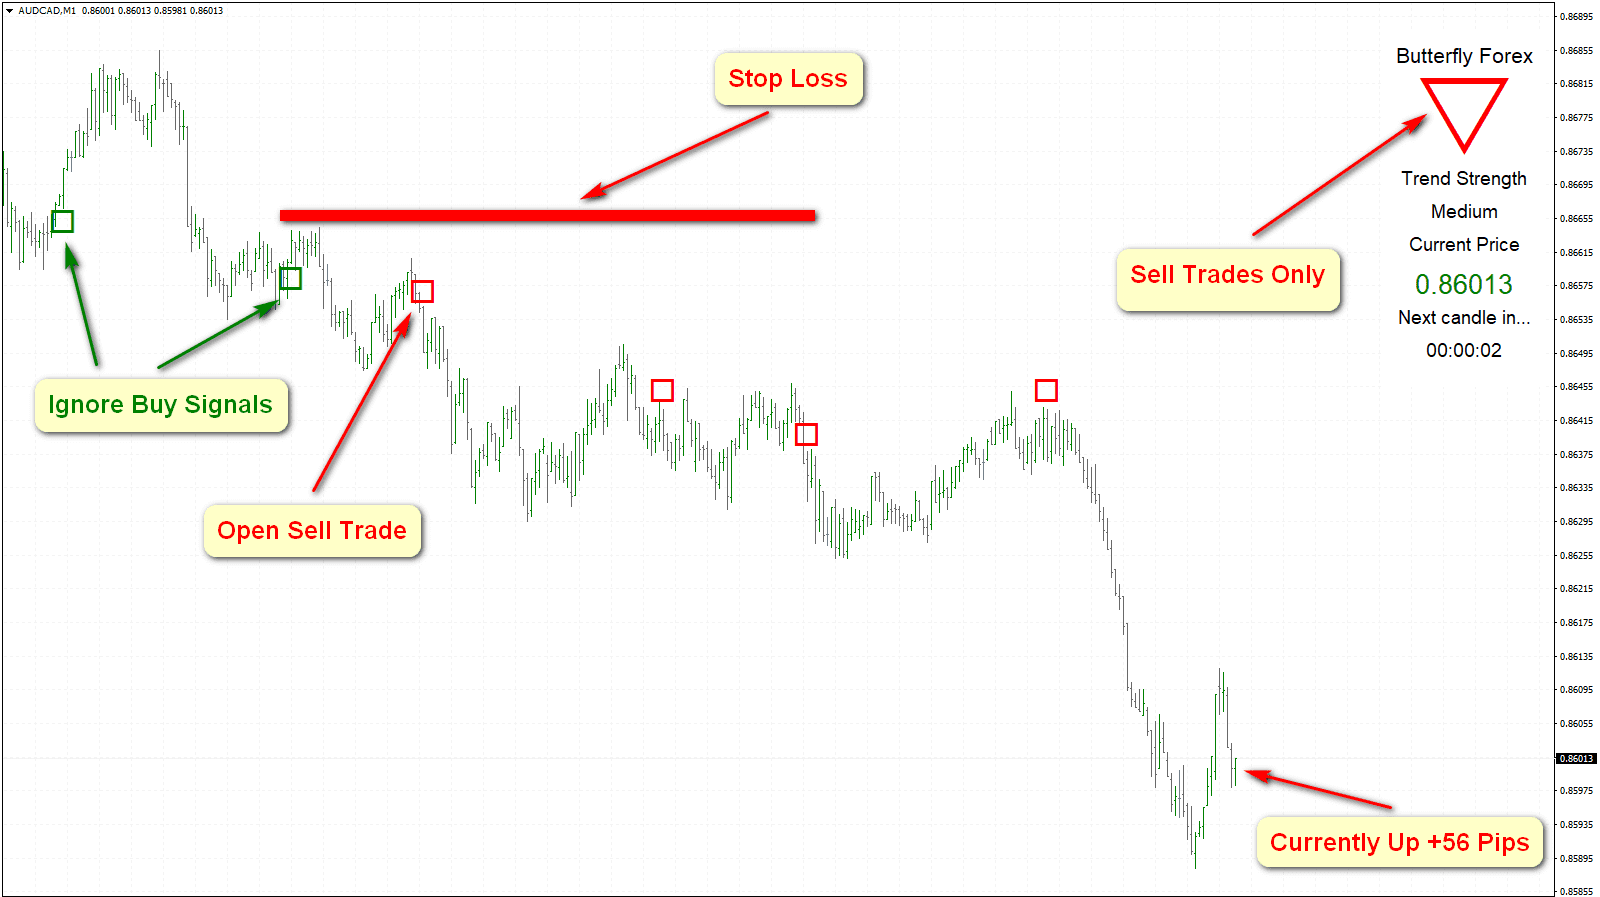 AUDCAD,M1 0.86001 0.86013 0.85981 0.86013
Stop Loss
Butterfly Forex
Trend Strength
Medium
Current Price
0.86013
Next candle in...
00:00:02
Sell Trades Only
Ignore Buy Signals
Open Sell Trade
Currently Up +56 Pips
0.86895
0.86855
0.86815
0.86775
0.86735
0.86695
0.86655
0.86615
0.86575
0.86535
0.86495
0.86455
0.86415
0.86375
0.86335
0.86295
0.86255
0.86215
0.86175
0.86135
0.86095
0.86055
0.86013
0.85975
0.85935
0.85895
0.85855